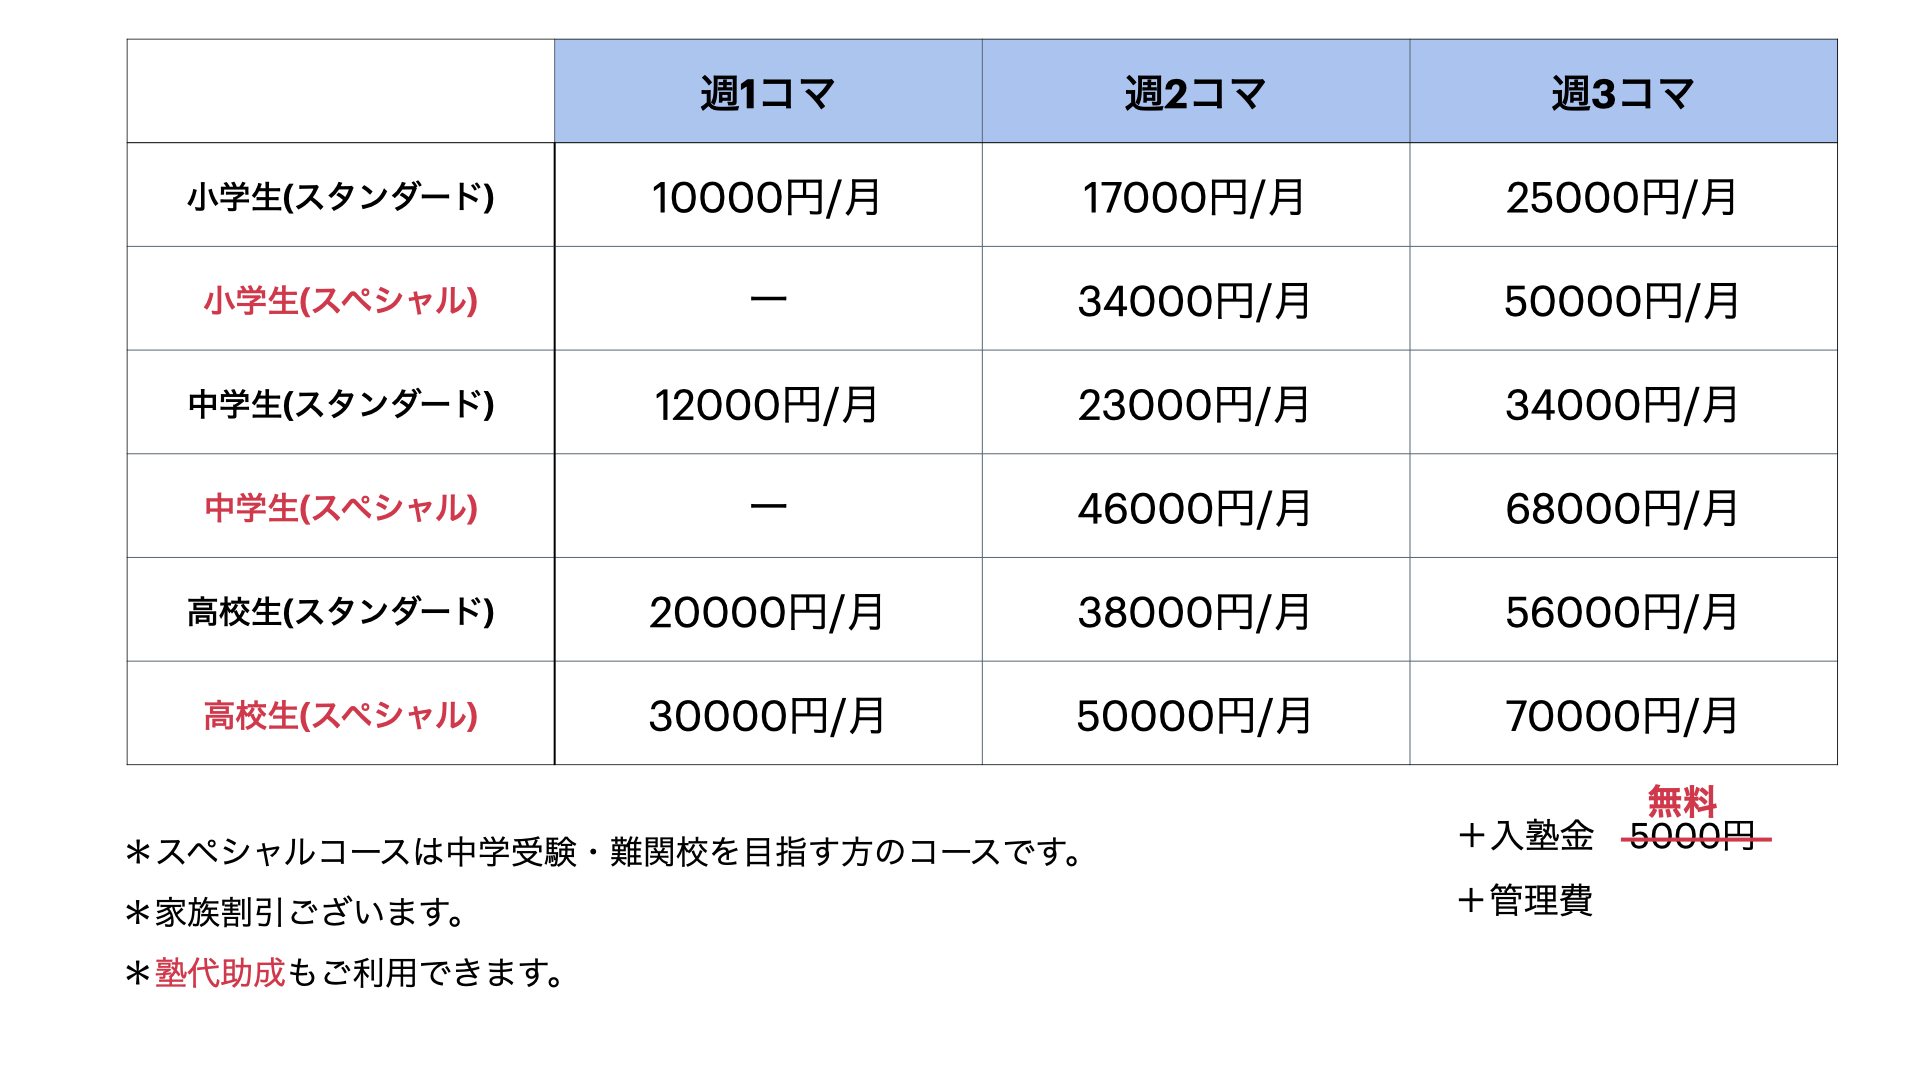 週1コマ 週2コマ 週3コマ
小学生(スタンダード) 10000円/月 17000円/月 25000円/月
小学生(スペシャル) ー 34000円/月 50000円/月
中学生(スタンダード) 12000円/月 23000円/月 34000円/月
中学生(スペシャル) ー 46000円/月 68000円/月
高校生(スタンダード) 20000円/月 38000円/月 56000円/月
高校生(スペシャル) 30000円/月 50000円/月 70000円/月
＊スペシャルコースは中学受験・難関校を目指す方のコースです。
＊家族割引ございます。
＊塾代助成もご利用できます。
無料
＋入塾金 5000円
＋管理費